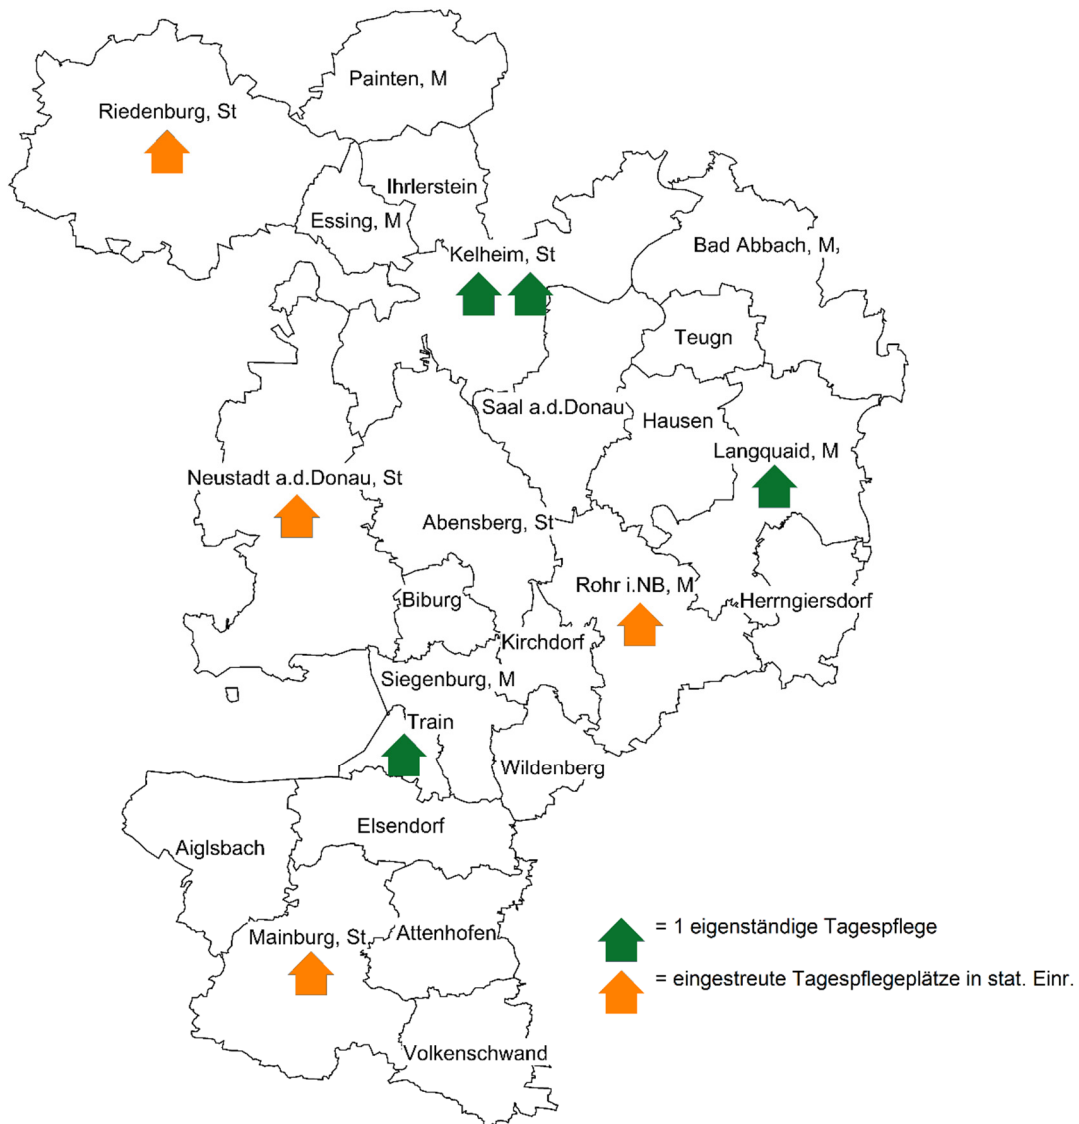 Painten, M
Riedenburg, St
Ihrlerstein
Essing, M
Bad Abbach, M,
Kelheim, St
Teugn
Saal a.d.Donau
Hausen
Langquaid, M
Neustadt a.d.Donau, St
Abensberg, St
Rohr i.NB, M
Biburg
Herrngiersdorf
Kirchdorf
Siegenburg, M
Train
Wildenberg
Elsendorf
Aiglsbach
= 1 eigenständige Tagespflege
Mainburg, St
Attenhofen
= eingestreute Tagespflegeplätze in stat. Einr.
Volkenschwand